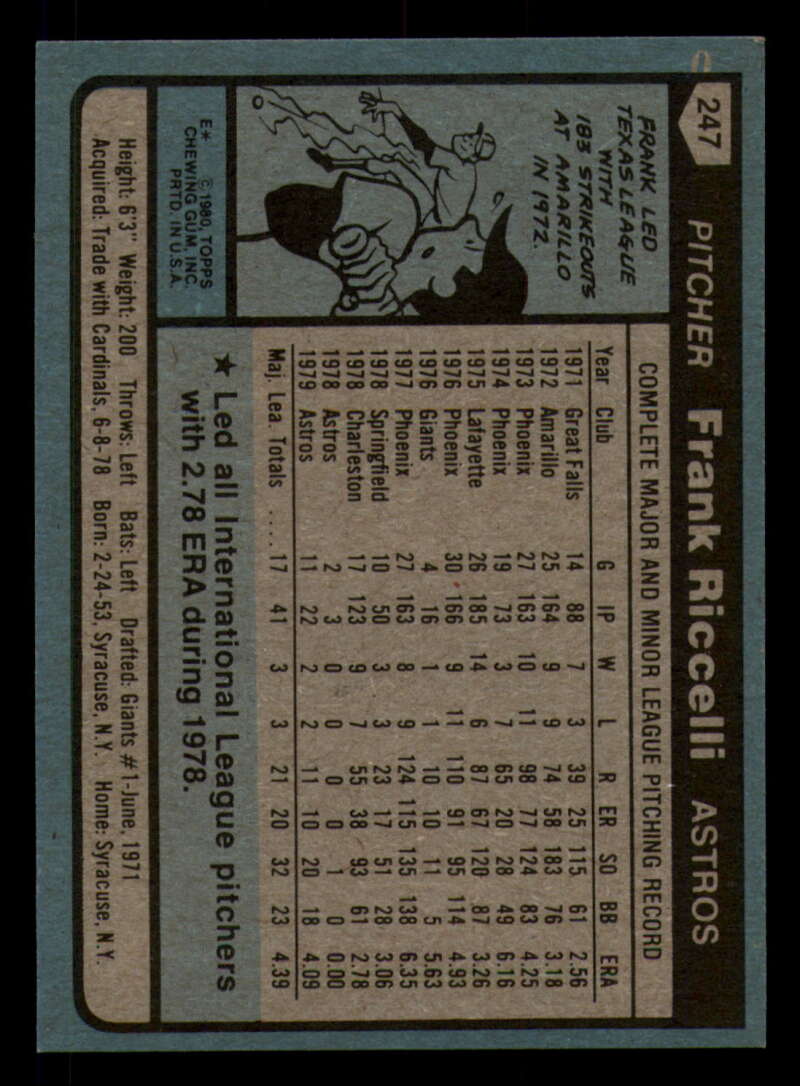 247
PITCHER Frank Riccelli ASTROS
FRANK LED
TEXAS LEAGUE
WITH
183 STRIKEOUTS
AT AMARILLO
IN 1972.
E* © 1980, TOPPS
CHEWING GUM, INC.
PRTD. IN U.S.A.
COMPLETE MAJOR AND MINOR LEAGUE PITCHING RECORD
Year Club G IP W L R ER SO BB ERA
1971 Great Falls 14 88 7 3 39 25 115 61 2.56
1972 Amarillo 25 164 9 9 74 58 183 76 3.18
1973 Phoenix 27 163 10 11 98 77 124 83 4.25
1974 Phoenix 19 73 3 7 65 20 28 49 6.16
1975 Lafayette 26 185 14 6 87 67 120 87 3.26
1976 Phoenix 30 166 9 11 110 91 95 114 4.93
1976 Giants 4 16 1 1 10 10 11 5 5.63
1977 Phoenix 27 163 8 9 124 115 135 138 6.35
1978 Springfield 10 50 3 3 23 17 51 28 3.06
1978 Charleston 17 123 9 7 55 38 93 61 2.78
1978 Astros 2 3 0 0 0 0 1 0 0.00
1979 Astros 11 22 2 2 11 10 20 18 4.09
Maj. Lea. Totals .... 17 41 3 3 21 20 32 23 4.39
★ Led all International League pitchers
with 2.78 ERA during 1978.
Height: 6'3" Weight: 200 Throws: Left Bats: Left Drafted: Giants #1-June, 1971
Acquired: Trade with Cardinals, 6-8-78 Born: 2-24-53, Syracuse, N.Y. Home: Syracuse, N.Y.